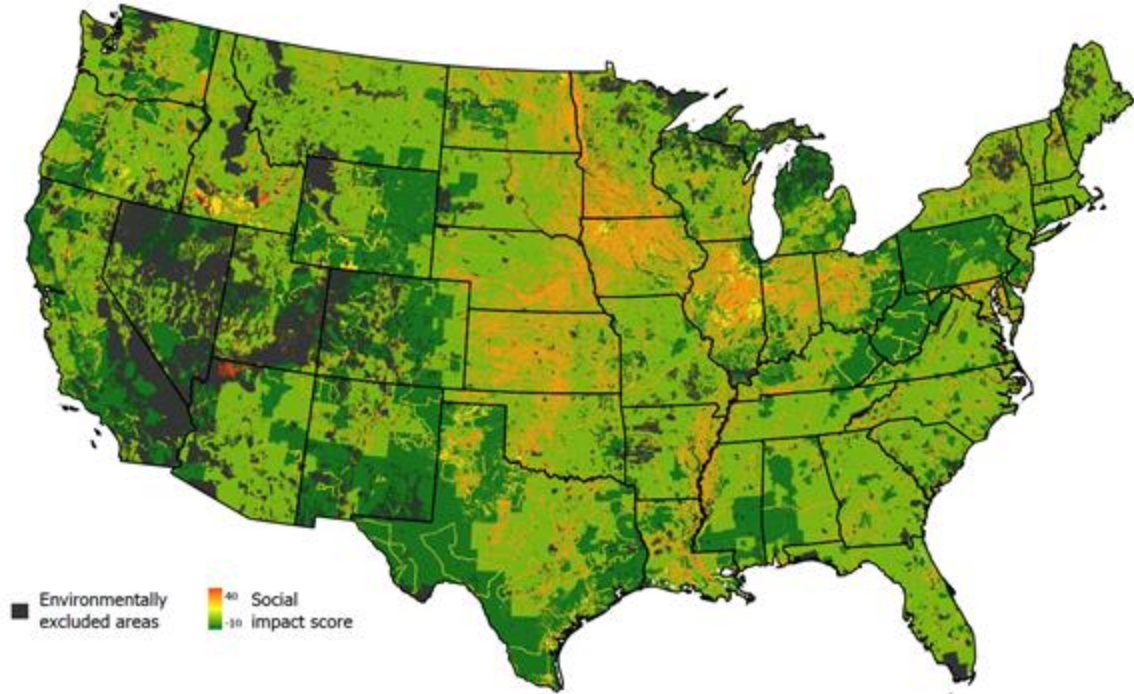 Environmentally
excluded areas
40
-10
Social
impact score